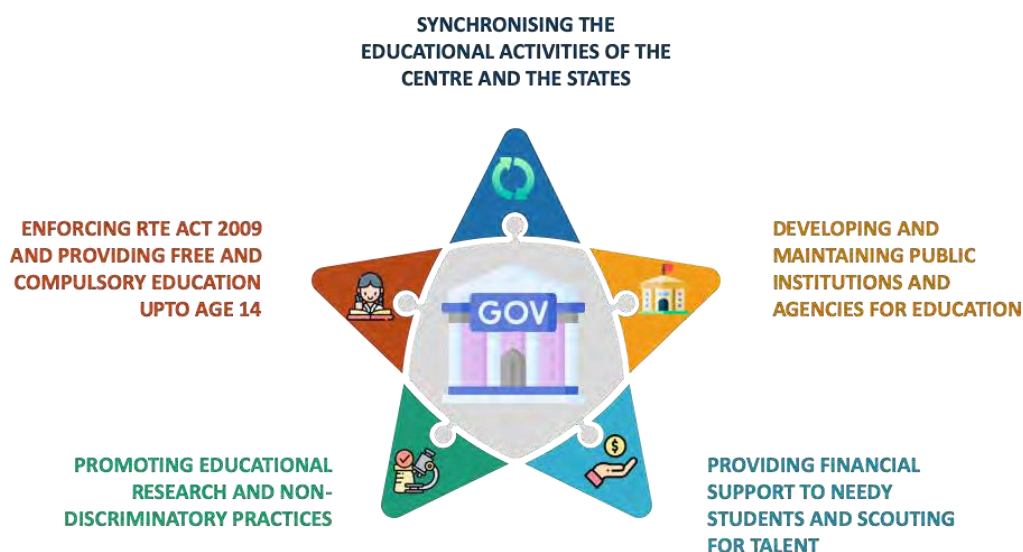 SYNCHRONISING THE
EDUCATIONAL ACTIVITIES OF THE
CENTRE AND THE STATES
ENFORCING RTE ACT 2009
AND PROVIDING FREE AND
COMPULSORY EDUCATION
UPTO AGE 14
DEVELOPING AND
MAINTAINING PUBLIC
INSTITUTIONS AND
AGENCIES FOR EDUCATION
GOV
$
PROMOTING EDUCATIONAL
RESEARCH AND NON-
DISCRIMINATORY PRACTICES
PROVIDING FINANCIAL
SUPPORT TO NEEDY
STUDENTS AND SCOUTING
FOR TALENT